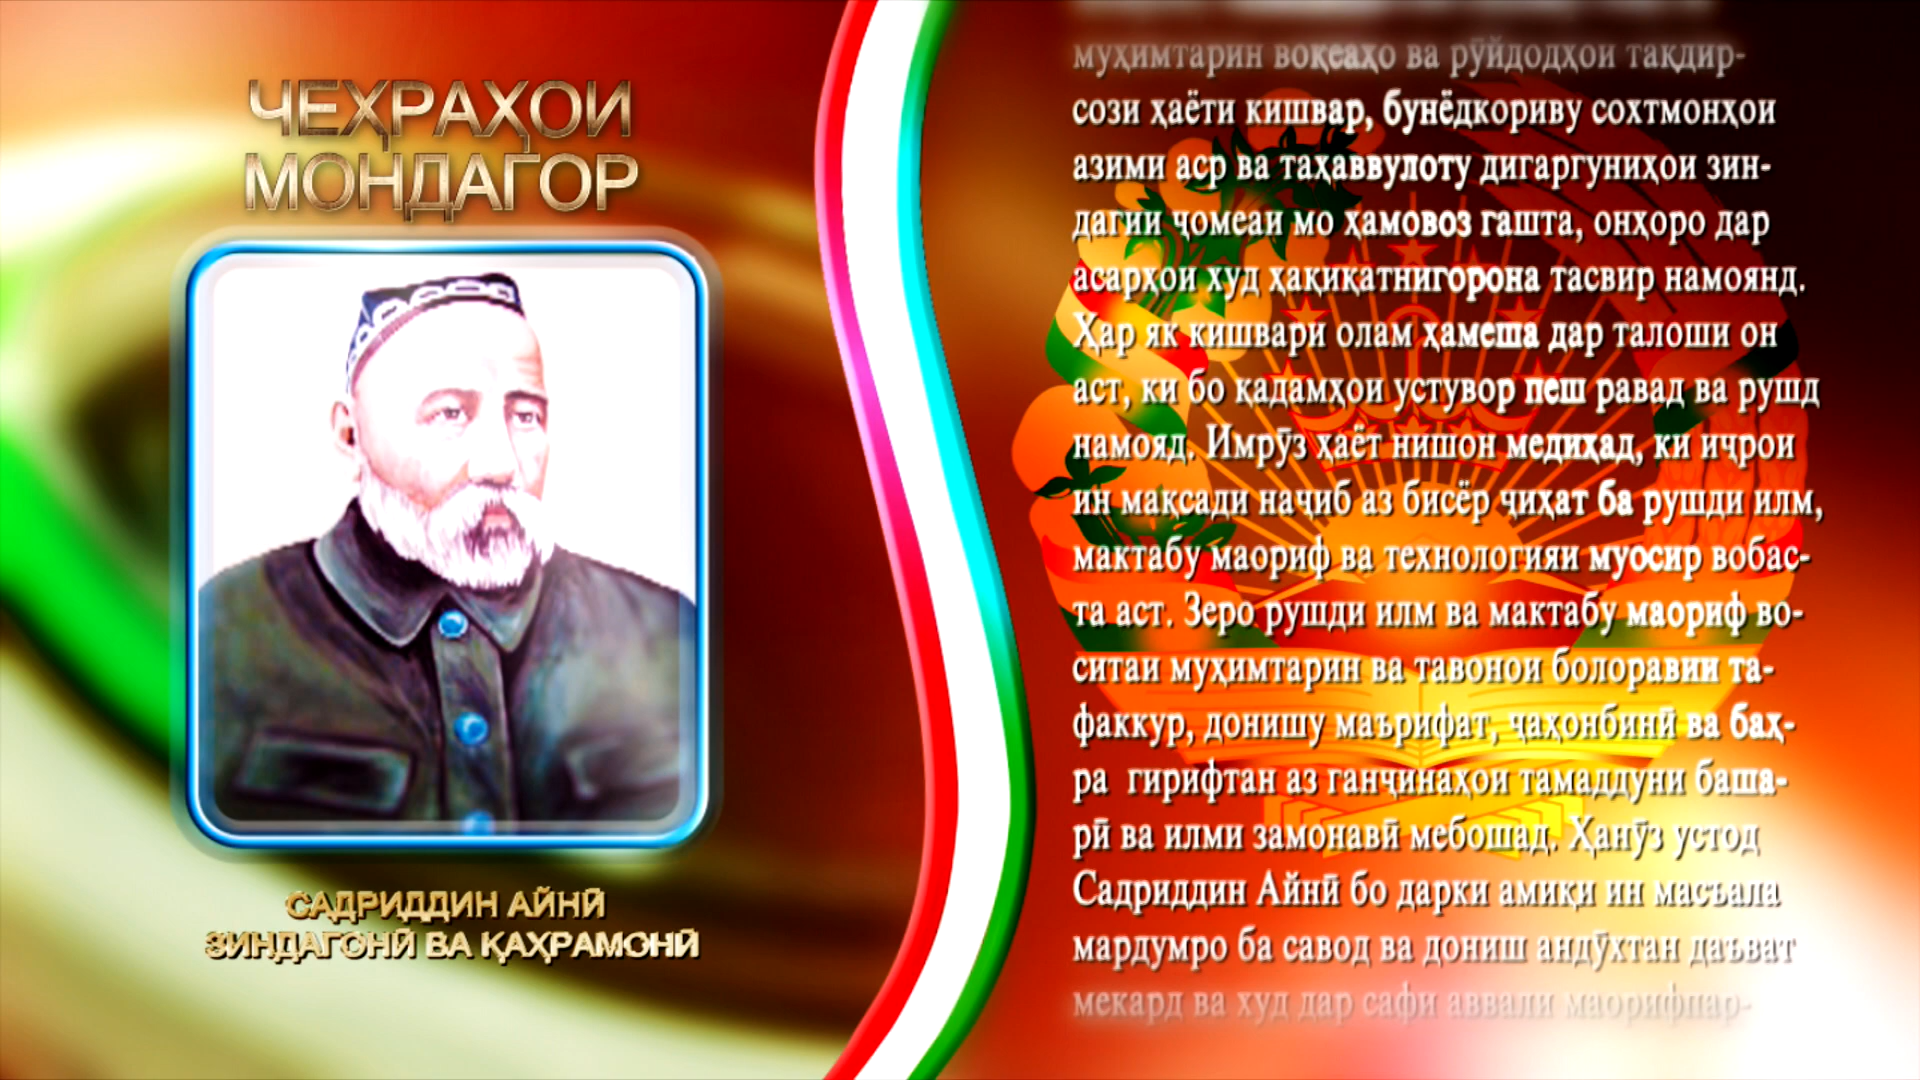 ЧЕҲРАҲОИ
МОНДАГОР
САДРИДДИН АЙНӢ
ЗИНДАГОНӢ ВА ҚАҲРАМОНӢ
муҳимтарин воқеаҳо ва рӯйдодҳои тақдир-
сози ҳаёти кишвар, бунёдкориву сохтмонҳои
азими аср ва таҳаввулоту дигаргуниҳои зин-
дагии ҷомеаи мо ҳамовоз гашта, онҳоро дар
асарҳои худ ҳақиқатнигорона тасвир намоянд.
Ҳар як кишвари олам ҳамеша дар талоши он
аст, ки бо қадамҳои устувор пеш равад ва рушд
намояд. Имрӯз ҳаёт нишон медиҳад, ки иҷрои
ин мақсади наҷиб аз бисёр ҷиҳат ба рушди илм,
мактабу маориф ва технологияи муосир вобас-
та аст. Зеро рушди илм ва мактабу маориф во-
ситаи муҳимтарин ва тавонои болоравии та-
факкур, донишу маърифат, ҷаҳонбинӣ ва баҳ-
ра гирифтан аз ганҷинаҳои тамаддуни баша-
рӣ ва илми замонавӣ мебошад. Ҳанӯз устод
Садриддин Айнӣ бо дарки амиқи ин масъала
мардумро ба савод ва дониш андӯхтан даъват
мекард ва худ дар сафи аввали маорифпар-